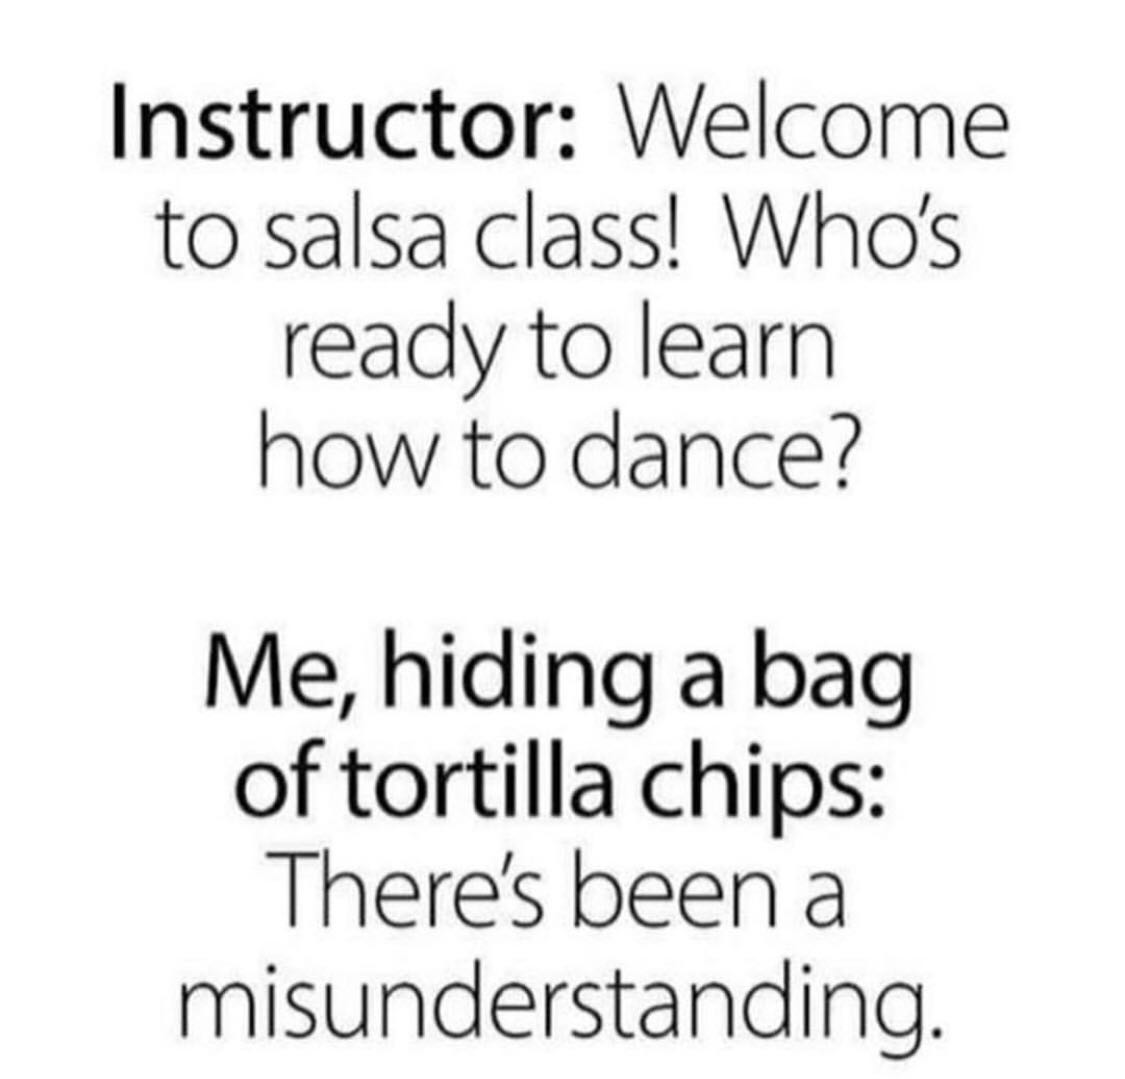 Instructor: Welcome
to salsa class! Who’s
ready to learn
how to dance?
Me, hiding a bag
of tortilla chips:
There’s been a
misunderstanding.